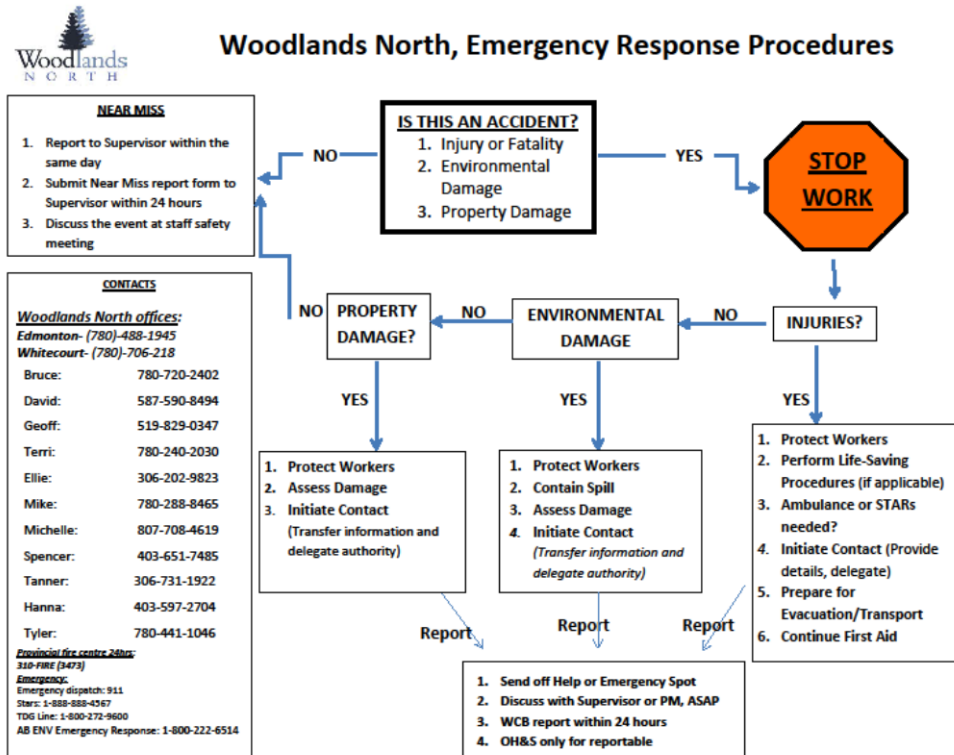 Woodlands
NORTH
Woodlands North, Emergency Response Procedures
NEAR MISS
1. Report to Supervisor within the
same day
2. Submit Near Miss report form to
Supervisor within 24 hours
3. Discuss the event at staff safety
meeting
IS THIS AN ACCIDENT?
1. Injury or Fatality
2. Environmental
Damage
3. Property Damage
NO
YES
STOP
WORK
CONTACTS
Woodlands North offices:
Edmonton- (780)-488-1945
Whitecourt- (780)-706-218
Bruce: 780-720-2402
David: 587-590-8494
Geoff: 519-829-0347
Terri: 780-240-2030
Ellie: 306-202-9823
Mike: 780-288-8465
Michelle: 807-708-4619
Spencer: 403-651-7485
Tanner: 306-731-1922
Hanna: 403-597-2704
Tyler: 780-441-1046
Provincial fire centre 24hrs:
310-FIRE (3473)
Emergency:
Emergency dispatch: 911
Stars: 1-888-888-4567
TDG Line: 1-800-272-9600
AB ENV Emergency Response: 1-800-222-6514
INJURIES?
NO
ENVIRONMENTAL
DAMAGE
NO
PROPERTY
DAMAGE?
NO
YES
YES
YES
1. Protect Workers
2. Assess Damage
3. Initiate Contact
(Transfer information and
delegate authority)
1. Protect Workers
2. Contain Spill
3. Assess Damage
4. Initiate Contact
(Transfer information and
delegate authority)
1. Protect Workers
2. Perform Life-Saving
Procedures (if applicable)
3. Ambulance or STARs
needed?
4. Initiate Contact (Provide
details, delegate)
5. Prepare for
Evacuation/Transport
6. Continue First Aid
Report
Report
Report
1. Send off Help or Emergency Spot
2. Discuss with Supervisor or PM, ASAP
3. WCB report within 24 hours
4. OH&S only for reportable